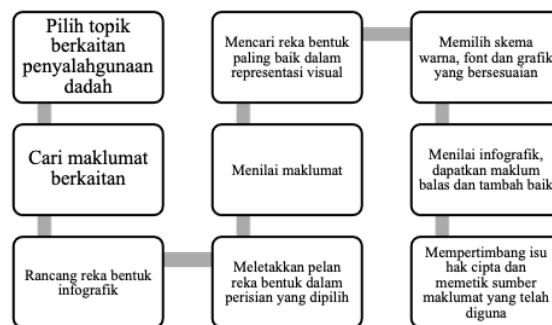 Pilih topik
berkaitan
penyalahgunaan
dadah
Cari maklumat
berkaitan
Rancang reka bentuk
infografik
Meletakkan pelan
reka bentuk dalam
perisian yang dipilih
Menilai maklumat
Mencari reka bentuk
paling baik dalam
representasi visual
Memilih skema
warna, font dan grafik
yang bersesuaian
Menilai infografik,
dapatkan maklum
balas dan tambah baik
Mempertimbang isu
hak cipta dan
memetik sumber
maklumat yang telah
diguna